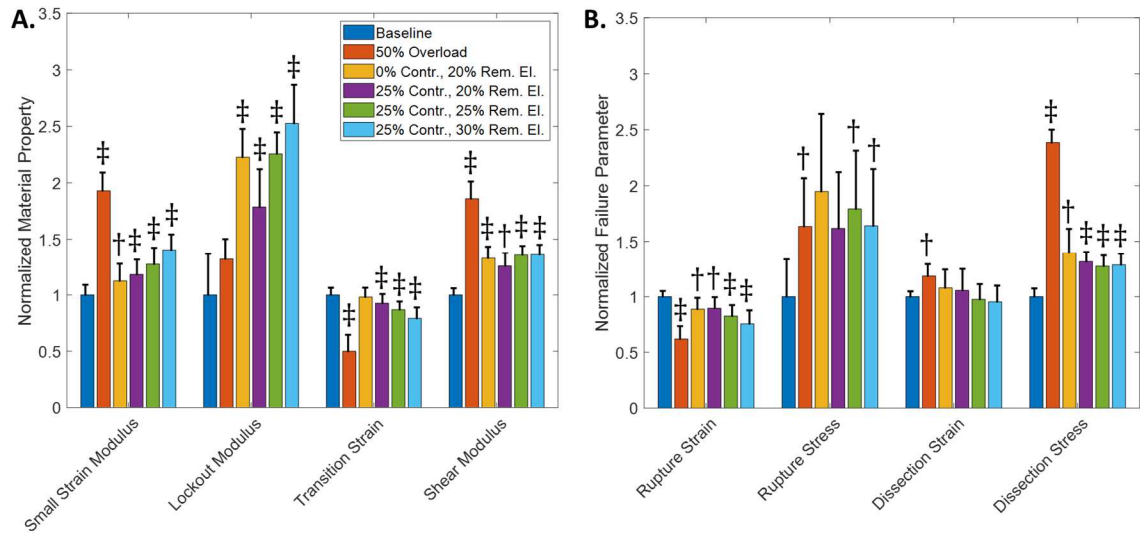 A.
3.5
3
2.5
2
1.5
1
0.5
0
Normalized Material Property
Baseline
50% Overload
0% Contr., 20% Rem. El.
25% Contr., 20% Rem. El.
25% Contr., 25% Rem. El.
25% Contr., 30% Rem. El.
‡ † ‡ ‡ ‡
‡ ‡ ‡ ‡
‡ ‡ ‡ ‡
‡ ‡ † ‡ ‡
Small Strain Modulus
Lockout Modulus
Transition Strain
Shear Modulus
B.
3.5
3
2.5
2
1.5
1
0.5
0
Normalized Failure Parameter
‡ † † ‡ ‡
† † †
†
‡ † ‡ ‡ ‡
Rupture Strain
Rupture Stress
Dissection Strain
Dissection Stress